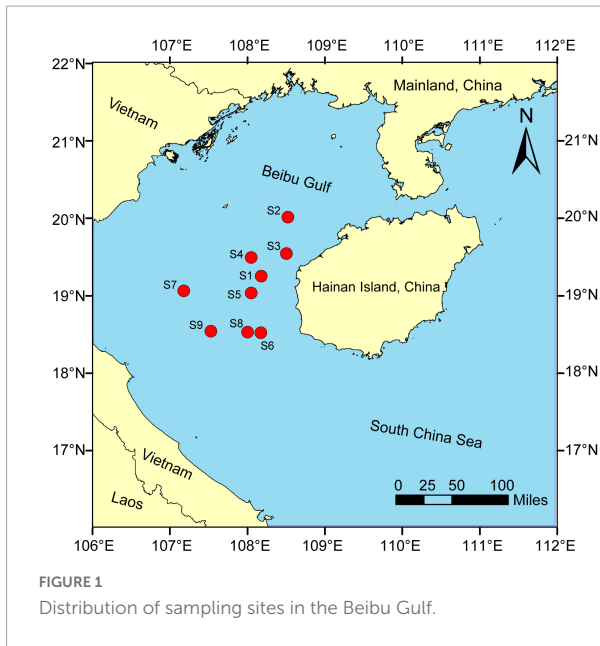 107°E 108°E 109°E 110°E 111°E 112°E
22°N
Mainland, China
Vietnam
N
21°N 21°N
Beibu Gulf
20°N 20°N
S2
S3
S4
S1
S7 S5
Hainan Island, China
19°N 19°N
S9 S8 S6
18°N 18°N
South China Sea
17°N 17°N
Vietnam
Laos
0 25 50 100
Miles
106°E 107°E 108°E 109°E 110°E 111°E 112°E
FIGURE 1
Distribution of sampling sites in the Beibu Gulf.